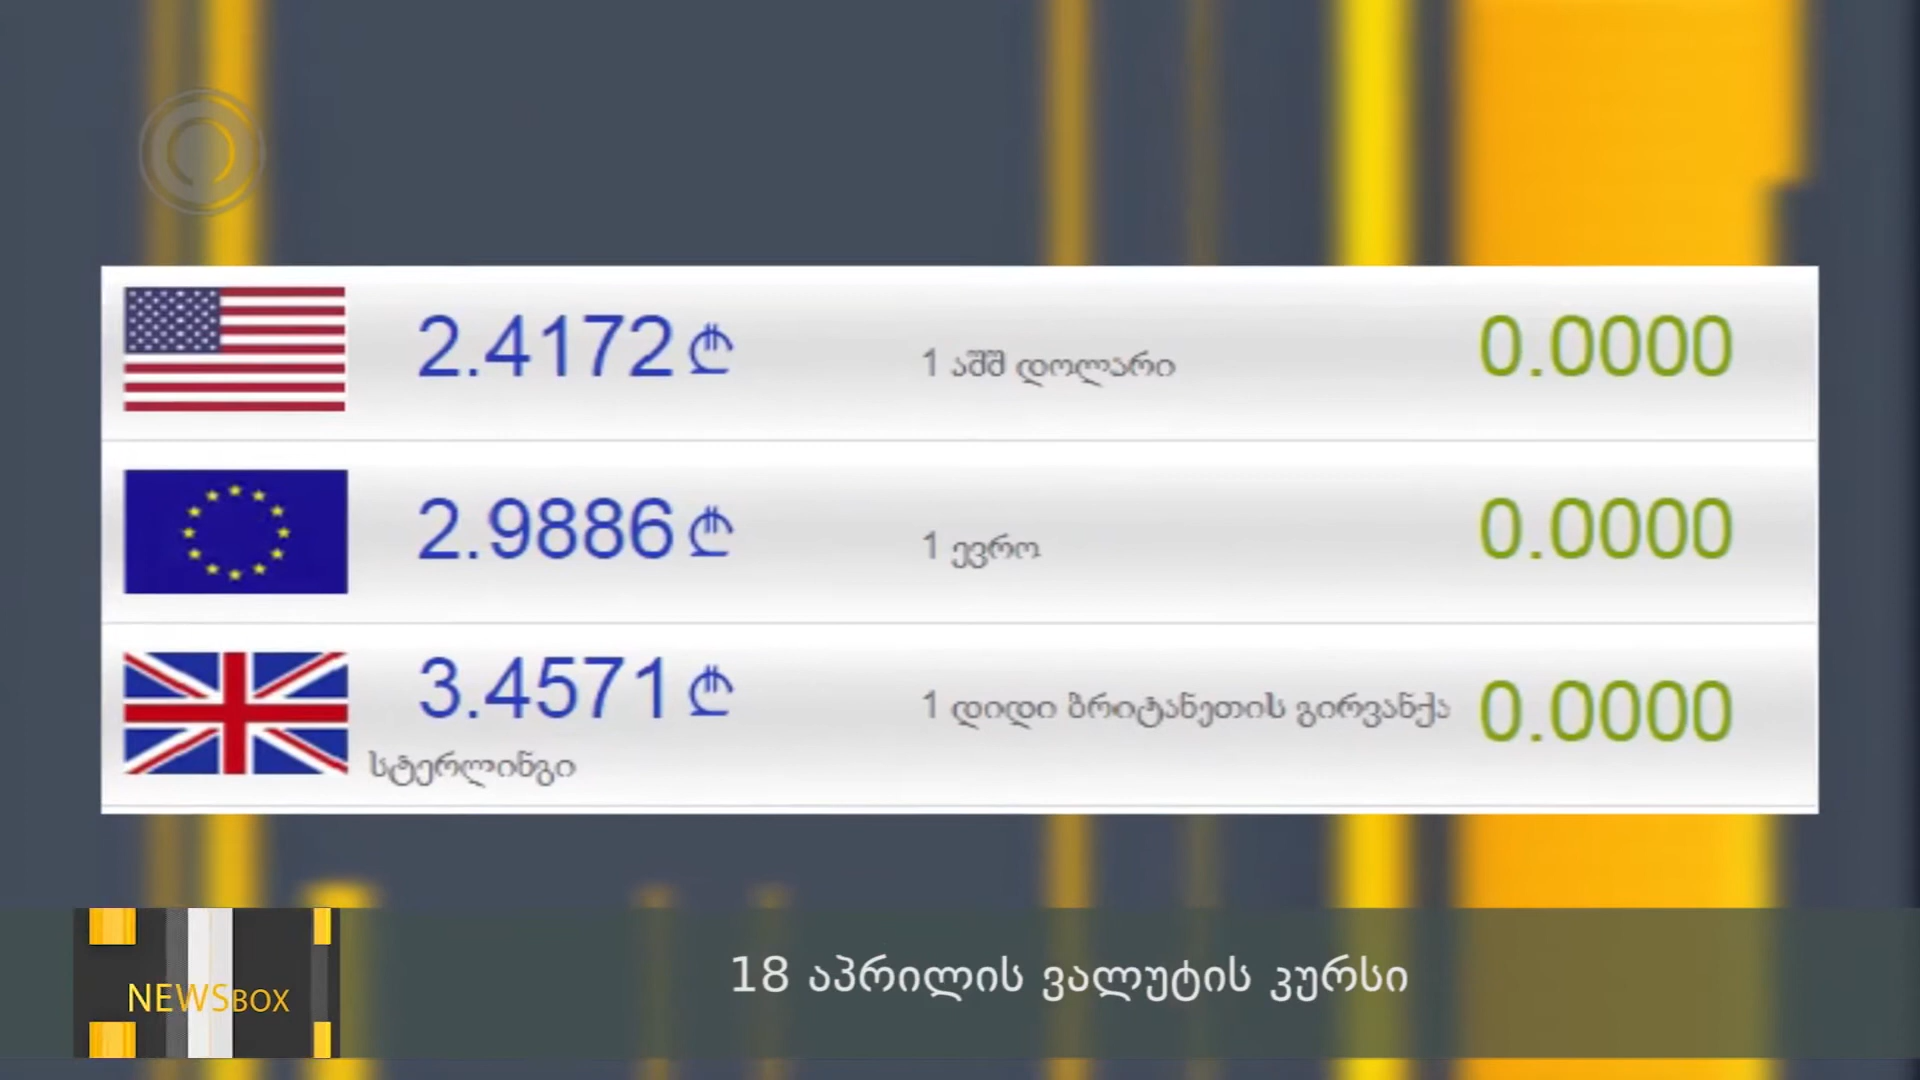 2.4172 ₾ 1 აშშ დოლარი 0.0000
2.9886 ₾ 1 ევრო 0.0000
3.4571 ₾ 1 დიდი ბრიტანეთის გირვანქა 0.0000
სტერლინგი
NEWSBOX
18 აპრილის ვალუტის კურსი